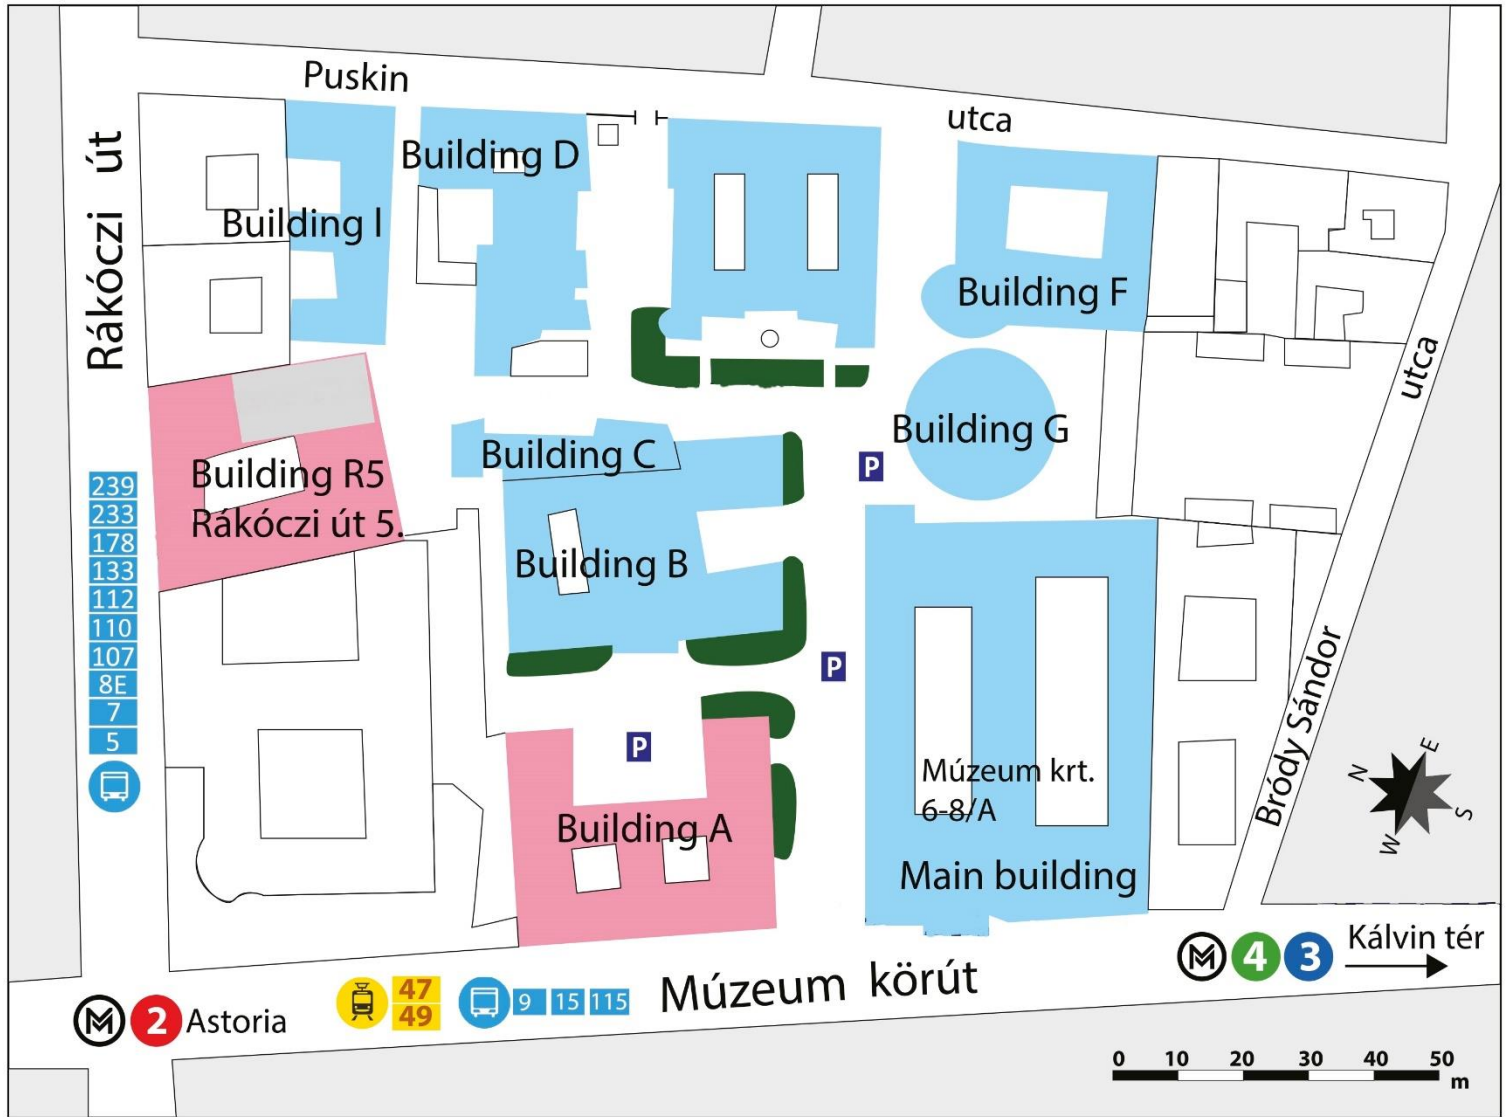 Puskin
utca
Rákóczi út
Building D
Building I
Building F
Building G
P
Building C
Building R5
Rákóczi út 5.
Building B
239
233
178
133
112
110
107
8E
7
5
P
P
Building A
Múzeum krt.
6-8/A
Main building
Bródy Sándor
utca
N
E
S
W
M 4 3 Kálvin tér
M 2 Astoria
47
49
9 15 115
Múzeum körút
0 10 20 30 40 50
m